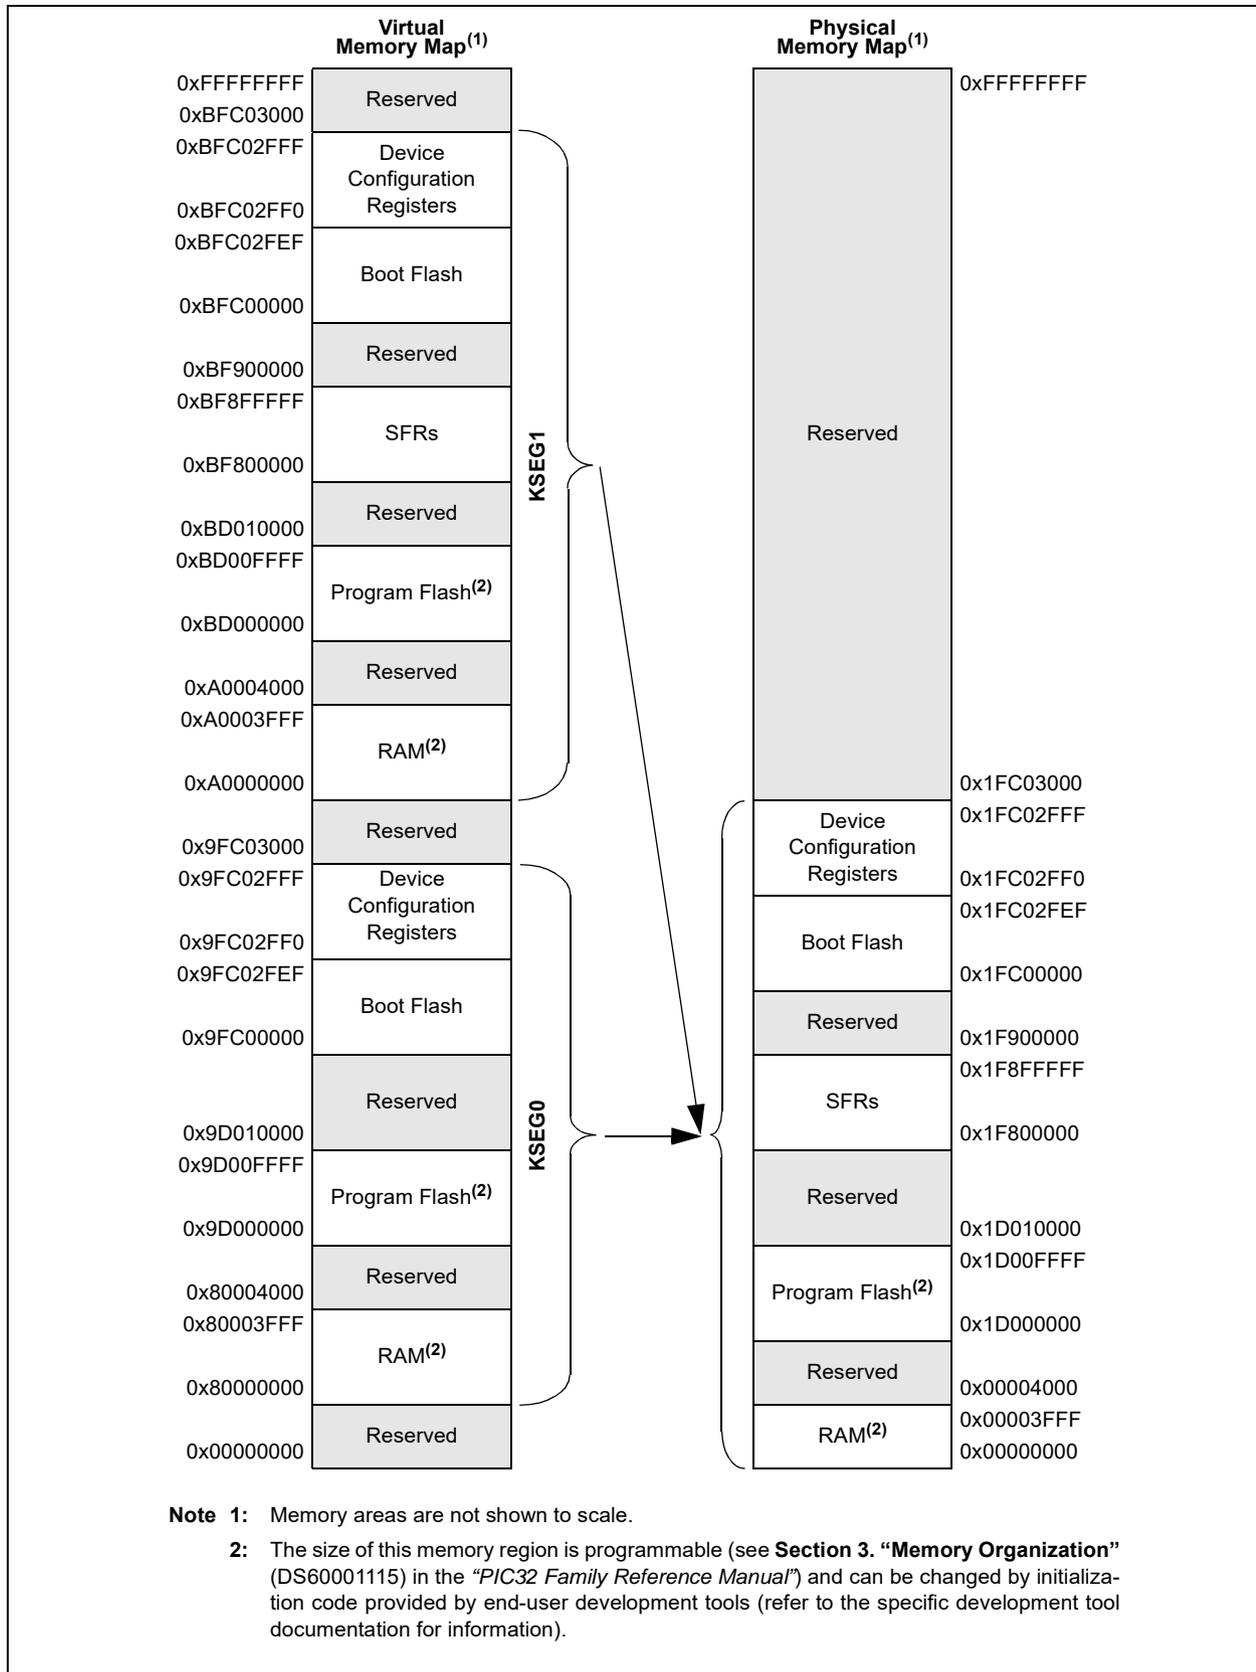 Virtual
Memory Map(1)
0xFFFFFFFF
Reserved
0xBFC03000
0xBFC02FFF
Device
Configuration
Registers
0xBFC02FF0
0xBFC02FEF
Boot Flash
0xBFC00000
Reserved
0xBF900000
0xBF8FFFFF
SFRs
0xBF800000
Reserved
0xBD010000
0xBD00FFFF
Program Flash(2)
0xBD000000
Reserved
0xA0004000
0xA0003FFF
RAM(2)
0xA0000000
KSEG1
Reserved
0x9FC03000
0x9FC02FFF
Device
Configuration
Registers
0x9FC02FF0
0x9FC02FEF
Boot Flash
0x9FC00000
Reserved
0x9D010000
0x9D00FFFF
Program Flash(2)
0x9D000000
Reserved
0x80004000
0x80003FFF
RAM(2)
0x80000000
KSEG0
Reserved
0x00000000
Physical
Memory Map(1)
0xFFFFFFFF
Reserved
0x1FC03000
0x1FC02FFF
Device
Configuration
Registers
0x1FC02FF0
0x1FC02FEF
Boot Flash
0x1FC00000
Reserved
0x1F900000
0x1F8FFFFF
SFRs
0x1F800000
Reserved
0x1D010000
0x1D00FFFF
Program Flash(2)
0x1D000000
Reserved
0x00004000
0x00003FFF
RAM(2)
0x00000000
Note 1: Memory areas are not shown to scale.
2: The size of this memory region is programmable (see Section 3. “Memory Organization”
(DS60001115) in the “PIC32 Family Reference Manual”) and can be changed by initializa-
tion code provided by end-user development tools (refer to the specific development tool
documentation for information).